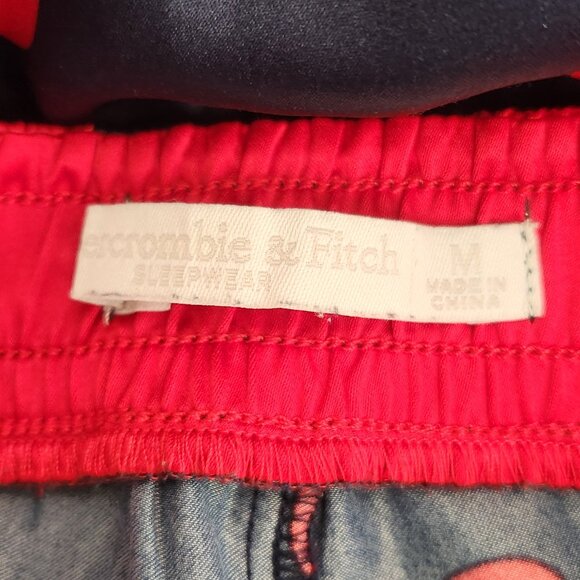 ercrombie & Fitch
SLEEPWEAR
M
MADE IN
CHINA